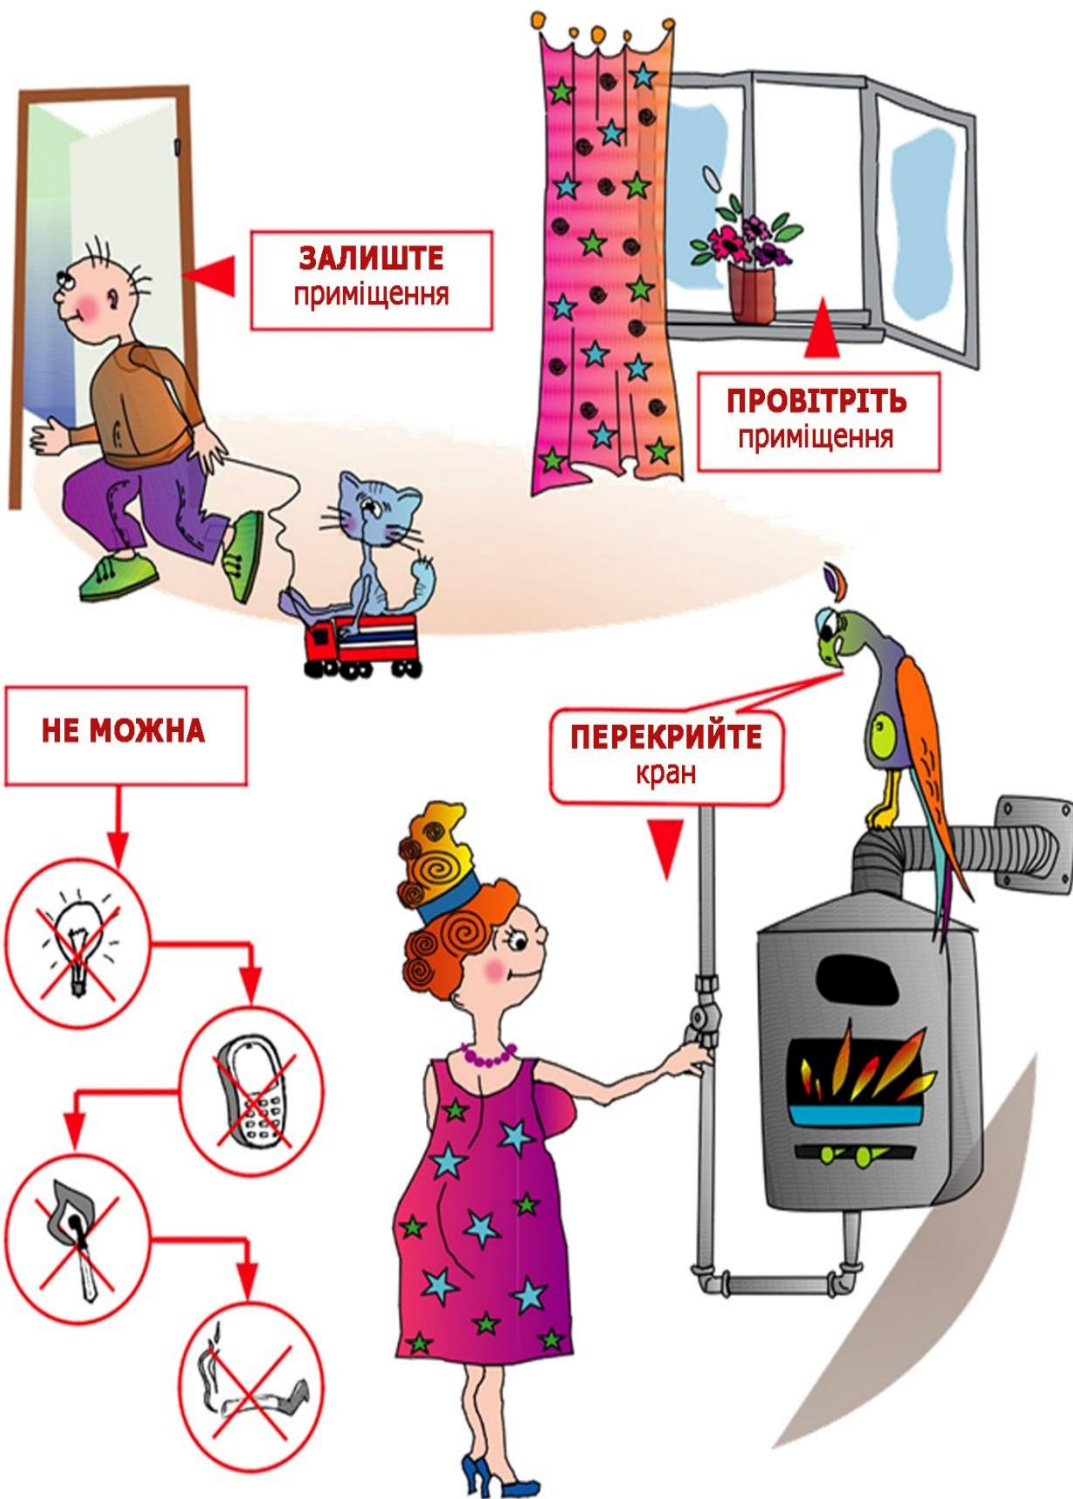 ЗАЛИШТЕ
приміщення
ПРОВІТРІТЬ
приміщення
НЕ МОЖНА
ПЕРЕКРИЙТЕ
кран